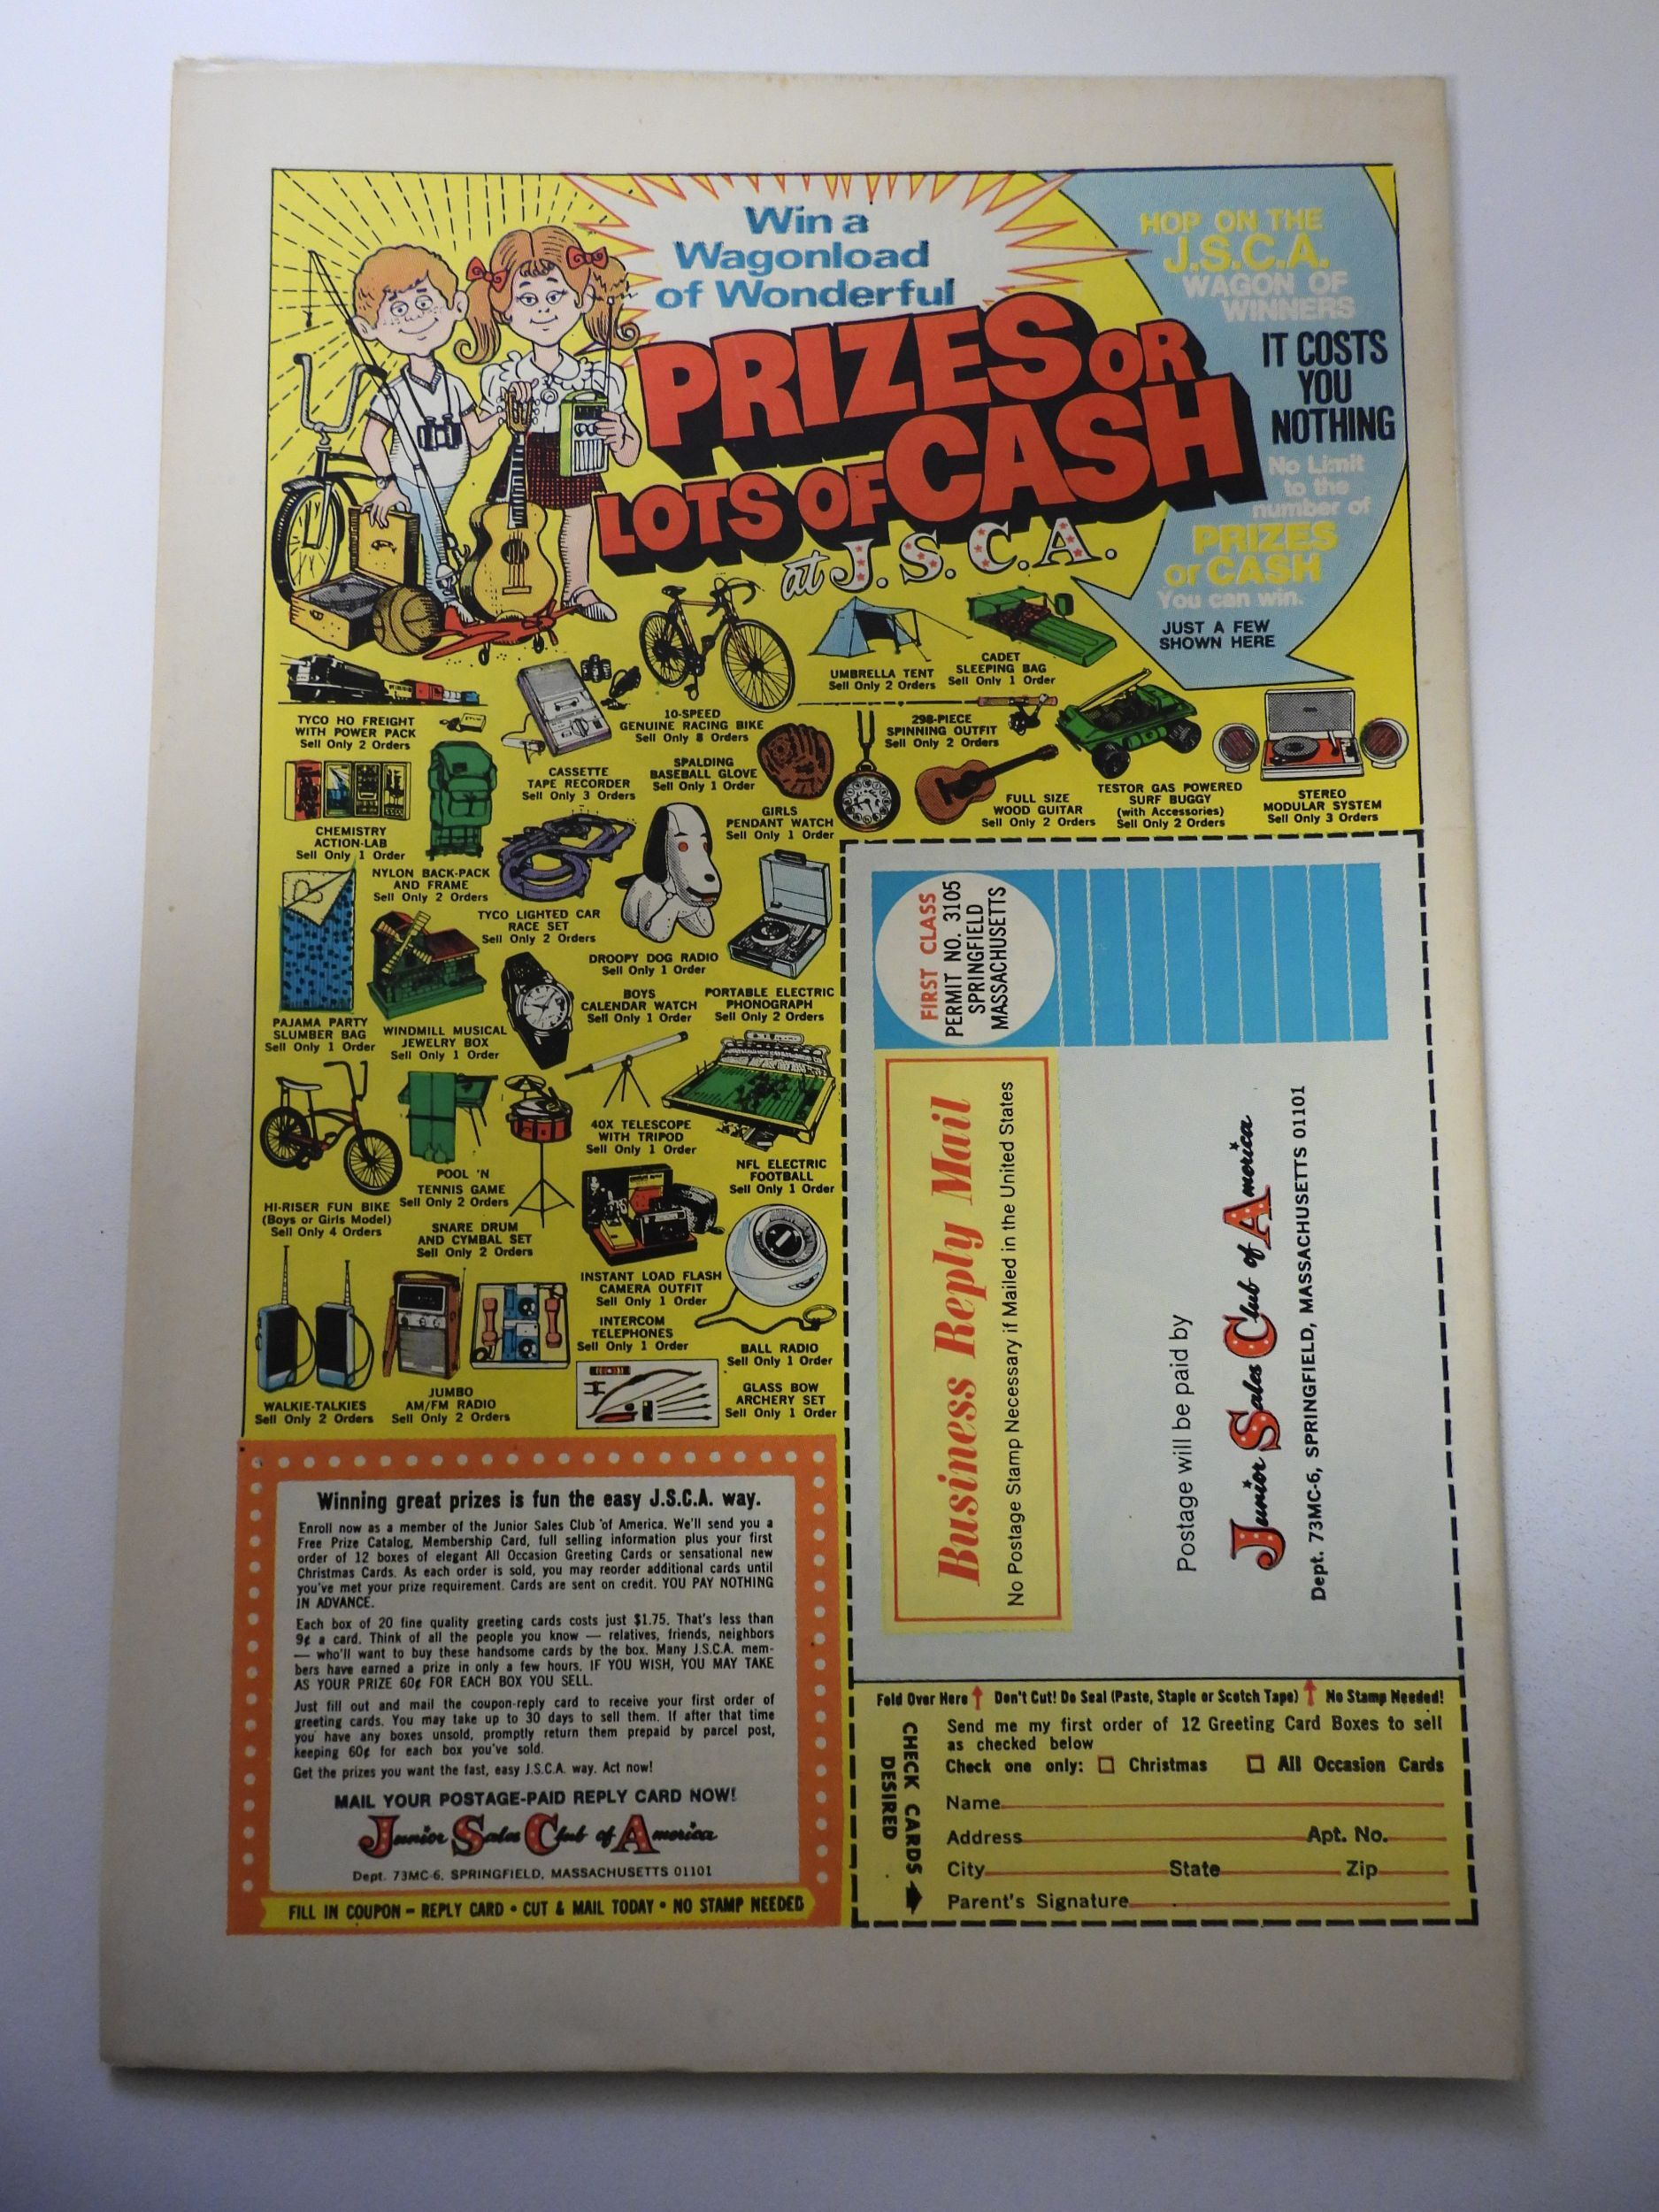 Win a
Wagonload
of Wonderful
PRIZES OR
LOTS OF CASH
at J.S.C.A.
HOP ON THE
J.S.C.A.
WAGON OF
WINNERS
IT COSTS
YOU
NOTHING
No Limit
to the
number of
PRIZES
or CASH
You can win.
JUST A FEW
SHOWN HERE
UMBRELLA TENT
Sell Only 2 Orders
CADET
SLEEPING BAG
Sell Only 1 Order
TYCO HO FREIGHT
WITH POWER PACK
Sell Only 2 Orders
10-SPEED
GENUINE RACING BIKE
Sell Only 8 Orders
298-PIECE
SPINNING OUTFIT
Sell Only 2 Orders
CASSETTE
TAPE RECORDER
Sell Only 3 Orders
SPALDING
BASEBALL GLOVE
Sell Only 1 Order
GIRLS
PENDANT WATCH
Sell Only 1 Order
FULL SIZE
WOOD GUITAR
Sell Only 2 Orders
TESTOR GAS POWERED
SURF BUGGY
(with Accessories)
Sell Only 2 Orders
STEREO
MODULAR SYSTEM
Sell Only 3 Orders
CHEMISTRY
ACTION-LAB
Sell Only 1 Order
NYLON BACK-PACK
AND FRAME
Sell Only 2 Orders
TYCO LIGHTED CAR
RACE SET
Sell Only 2 Orders
DROOPY DOG RADIO
Sell Only 1 Order
BOYS
CALENDAR WATCH
Sell Only 1 Order
PORTABLE ELECTRIC
PHONOGRAPH
Sell Only 2 Orders
PAJAMA PARTY
SLUMBER BAG
Sell Only 1 Order
WINDMILL MUSICAL
JEWELRY BOX
Sell Only 1 Order
40X TELESCOPE
WITH TRIPOD
Sell Only 1 Order
NFL ELECTRIC
FOOTBALL
Sell Only 1 Order
HI-RISER FUN BIKE
(Boys or Girls Model)
Sell Only 4 Orders
POOL 'N
TENNIS GAME
Sell Only 2 Orders
SNARE DRUM
AND CYMBAL SET
Sell Only 2 Orders
INSTANT LOAD FLASH
CAMERA OUTFIT
Sell Only 1 Order
INTERCOM
TELEPHONES
Sell Only 1 Order
BALL RADIO
Sell Only 1 Order
WALKIE-TALKIES
Sell Only 2 Orders
JUMBO
AM/FM RADIO
Sell Only 2 Orders
GLASS BOW
ARCHERY SET
Sell Only 1 Order
Winning great prizes is fun the easy J.S.C.A. way.
Enroll now as a member of the Junior Sales Club of America. We'll send you a
Free Prize Catalog, Membership Card, full selling information plus your first
order of 12 boxes of elegant All Occasion Greeting Cards or sensational new
Christmas Cards. As each order is sold, you may reorder additional cards until
you've met your prize requirement. Cards are sent on credit. YOU PAY NOTHING
IN ADVANCE.
Each box of 20 fine quality greeting cards costs just $1.75. That's less than
9¢ a card. Think of all the people you know — relatives, friends, neighbors
— who'll want to buy these handsome cards by the box. Many J.S.C.A. mem-
bers have earned a prize in only a few hours. IF YOU WISH, YOU MAY TAKE
AS YOUR PRIZE 60¢ FOR EACH BOX YOU SELL.
Just fill out and mail the coupon-reply card to receive your first order of
greeting cards. You may take up to 30 days to sell them. If after that time
you have any boxes unsold, promptly return them prepaid by parcel post,
keeping 60¢ for each box you've sold.
Get the prizes you want the fast, easy J.S.C.A. way. Act now!
MAIL YOUR POSTAGE-PAID REPLY CARD NOW!
Junior Sales Club of America
Dept. 73MC-6, SPRINGFIELD, MASSACHUSETTS 01101
FILL IN COUPON – REPLY CARD • CUT & MAIL TODAY • NO STAMP NEEDED
FIRST CLASS
PERMIT NO. 3105
SPRINGFIELD
MASSACHUSETTS
Business Reply Mail
No Postage Stamp Necessary if Mailed in the United States
Postage will be paid by
Junior Sales Club of America
Dept. 73MC-6, SPRINGFIELD, MASSACHUSETTS 01101
Fold Over Here ↑ Don't Cut! Do Seal (Paste, Staple or Scotch Tape) ↑ No Stamp Needed!
CHECK CARDS
DESIRED
Send me my first order of 12 Greeting Card Boxes to sell
as checked below
Check one only: ☐ Christmas ☐ All Occasion Cards
Name
Address Apt. No.
City State Zip
Parent's Signature